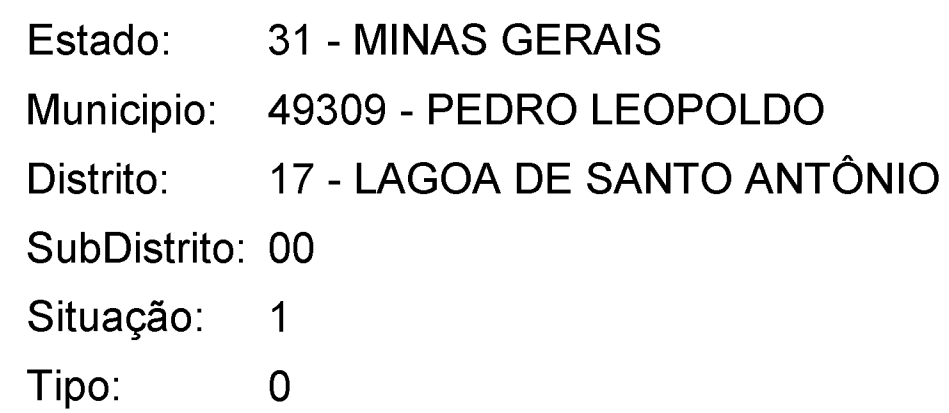 Estado: 31 - MINAS GERAIS
Municipio: 49309 - PEDRO LEOPOLDO
Distrito: 17 - LAGOA DE SANTO ANTÔNIO
SubDistrito: 00
Situação: 1
Tipo: 0